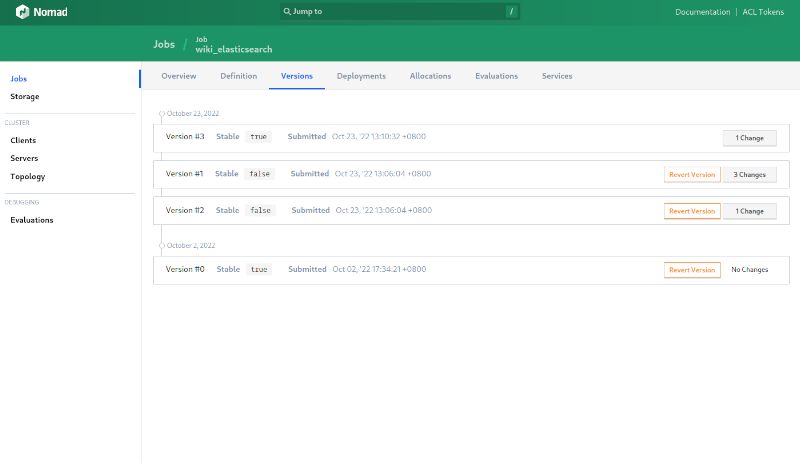 Nomad
Jump to
/
Documentation | ACL Tokens
Jobs / Job
wiki_elasticsearch
Jobs
Storage
CLUSTER
Clients
Servers
Topology
DEBUGGING
Evaluations
Overview Definition Versions Deployments Allocations Evaluations Services
October 23, 2022
Version #3 Stable true Submitted Oct 23, '22 13:10:32 +0800 1 Change
Version #1 Stable false Submitted Oct 23, '22 13:06:04 +0800 Revert Version 3 Changes
Version #2 Stable false Submitted Oct 23, '22 13:06:04 +0800 Revert Version 1 Change
October 2, 2022
Version #0 Stable true Submitted Oct 02, '22 17:34:21 +0800 Revert Version No Changes